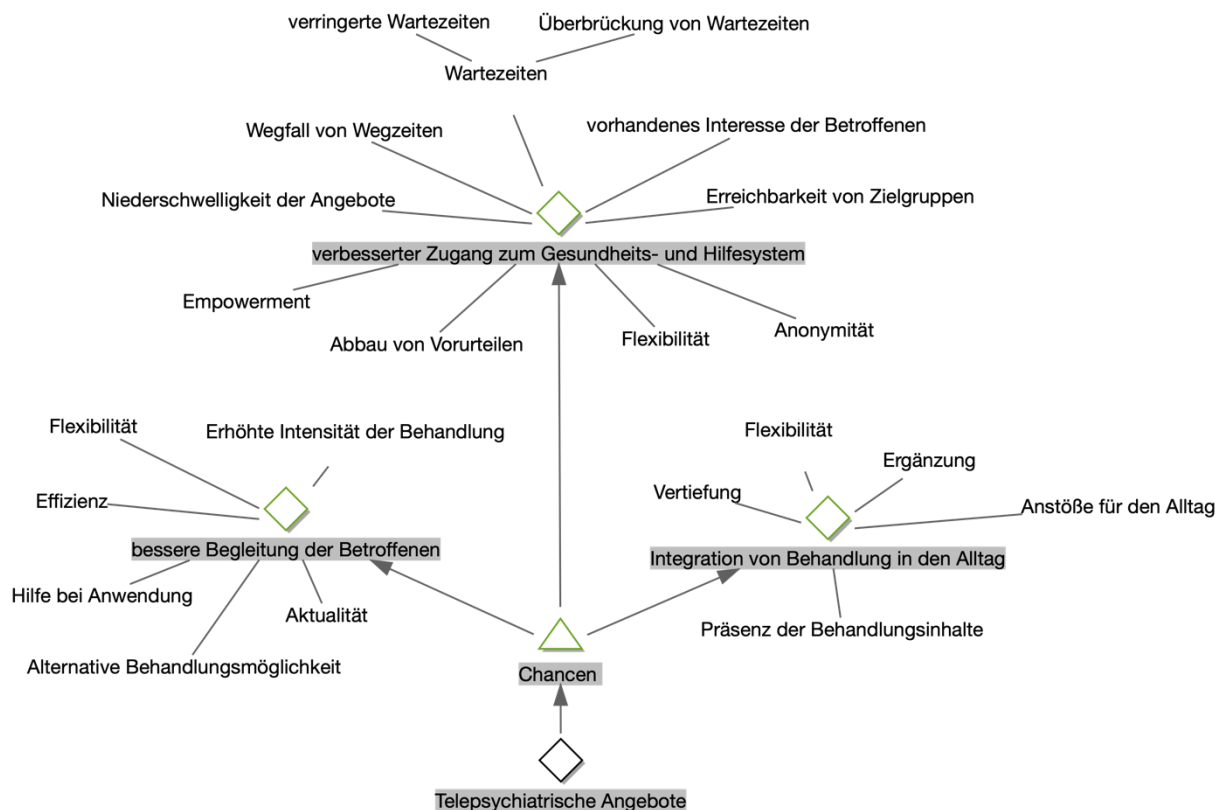 verringerte Wartezeiten
Überbrückung von Wartezeiten
Wartezeiten
Wegfall von Wegzeiten
vorhandenes Interesse der Betroffenen
Niederschwelligkeit der Angebote
Erreichbarkeit von Zielgruppen
verbesserter Zugang zum Gesundheits- und Hilfesystem
Empowerment
Abbau von Vorurteilen
Flexibilität
Anonymität
Flexibilität
Erhöhte Intensität der Behandlung
Effizienz
bessere Begleitung der Betroffenen
Hilfe bei Anwendung
Aktualität
Alternative Behandlungsmöglichkeit
Flexibilität
Ergänzung
Vertiefung
Anstöße für den Alltag
Integration von Behandlung in den Alltag
Präsenz der Behandlungsinhalte
Chancen
Telepsychiatrische Angebote